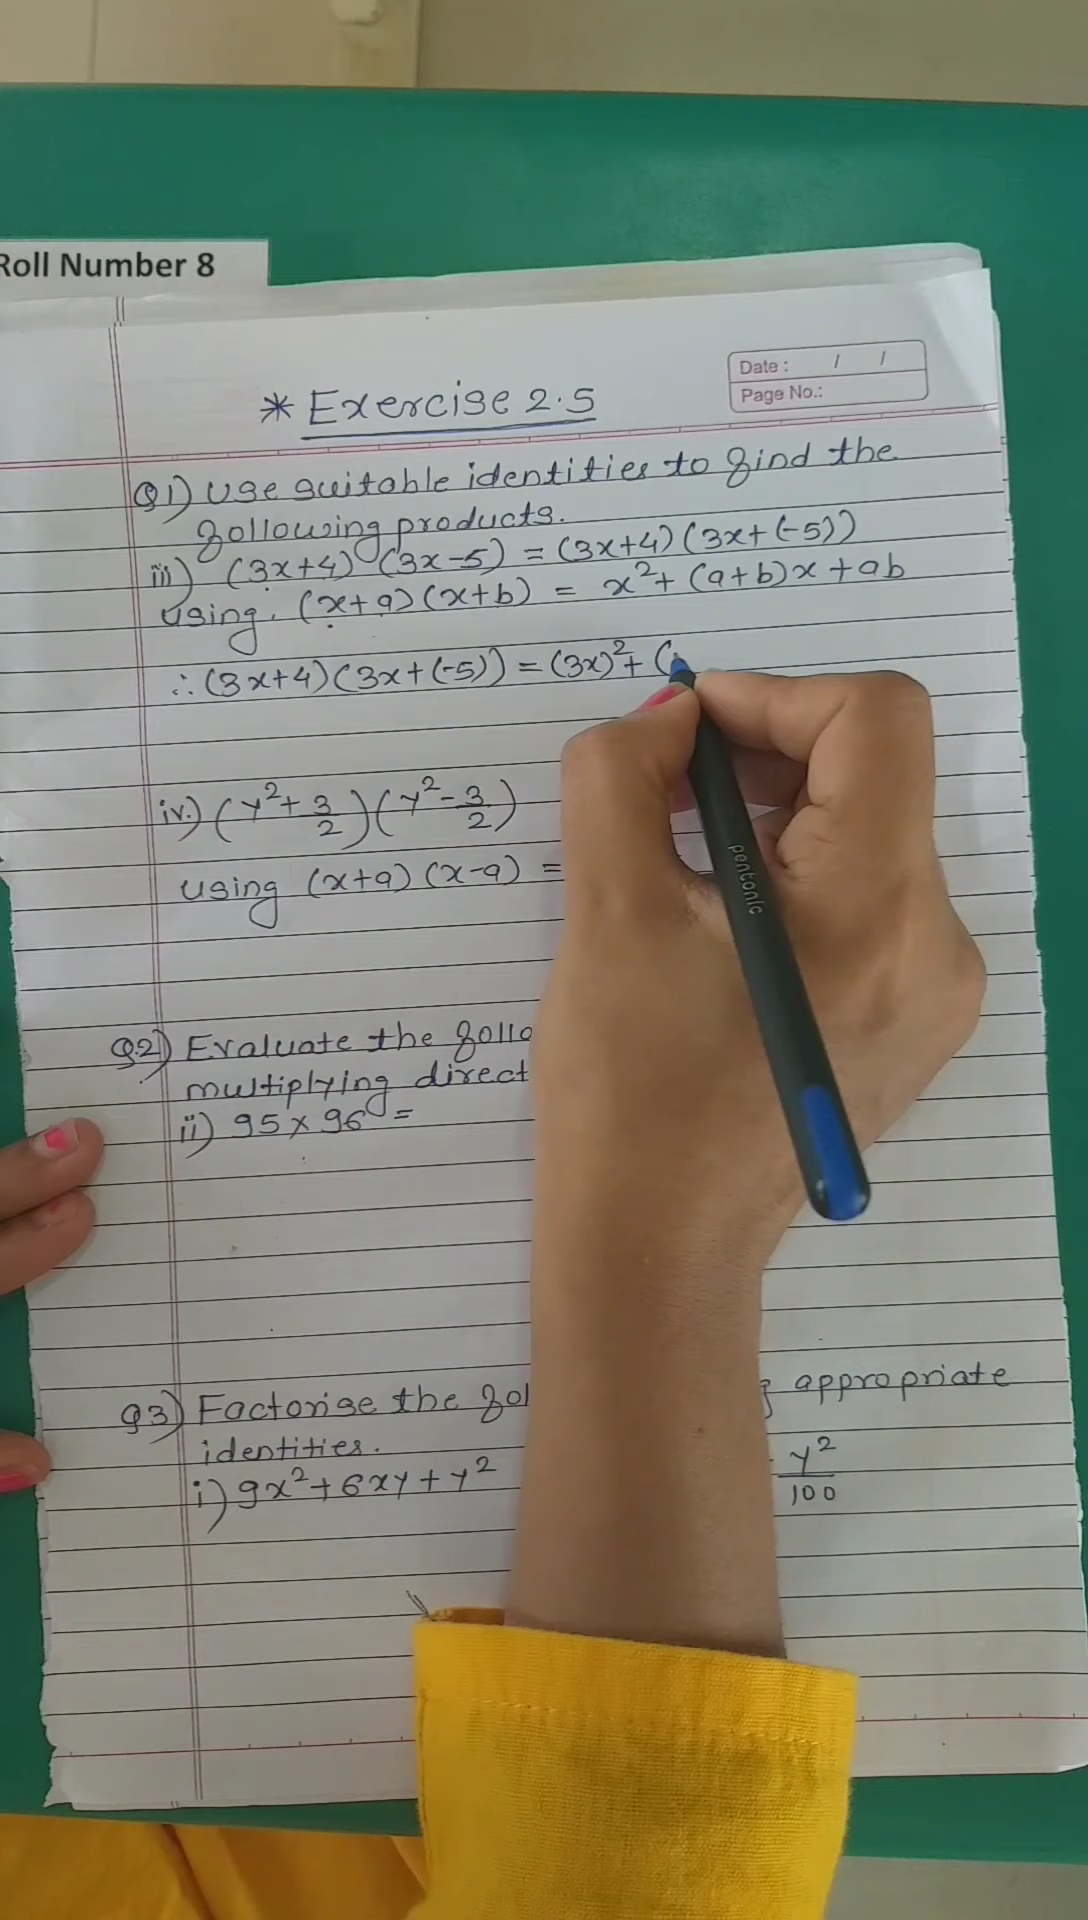 Roll Number 8
Date : / /
Page No.:
* Exercise 2.5
Q1) Use suitable identities to find the
following products.
iii) (3x+4) (3x-5) = (3x+4) (3x+(-5))
using, (x+a) (x+b) = x²+ (a+b)x + ab
∴ (3x+4) (3x+(-5)) = (3x)²+ (
iv.) (y²+ 3/2) (y²- 3/2)
using (x+a) (x-a) =
Q.2) Evaluate the follo
multiplying direct
ii) 95 x 96 =
Q3) Factorise the fol appropriate
identities.
i) 9x²+6xy+y² y²/100
pentonic